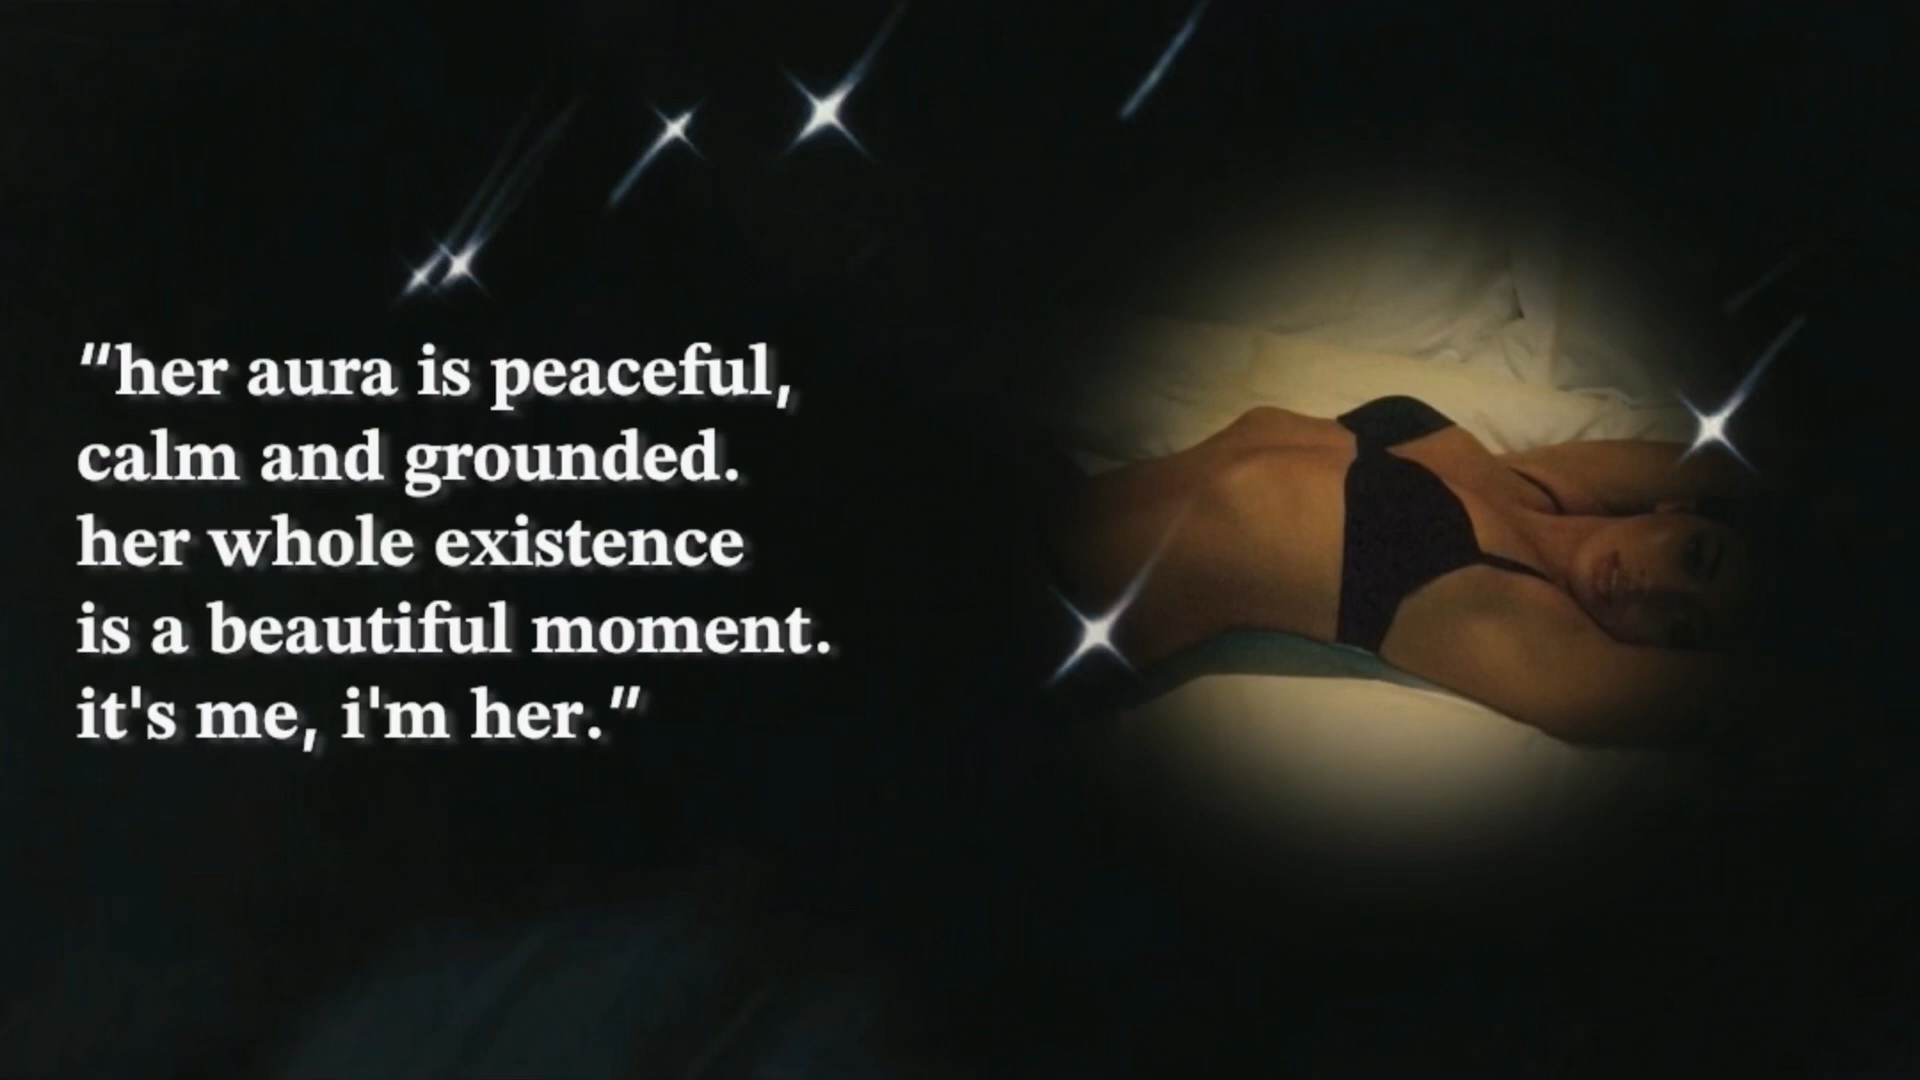 "her aura is peaceful,
calm and grounded.
her whole existence
is a beautiful moment.
it's me, i'm her."